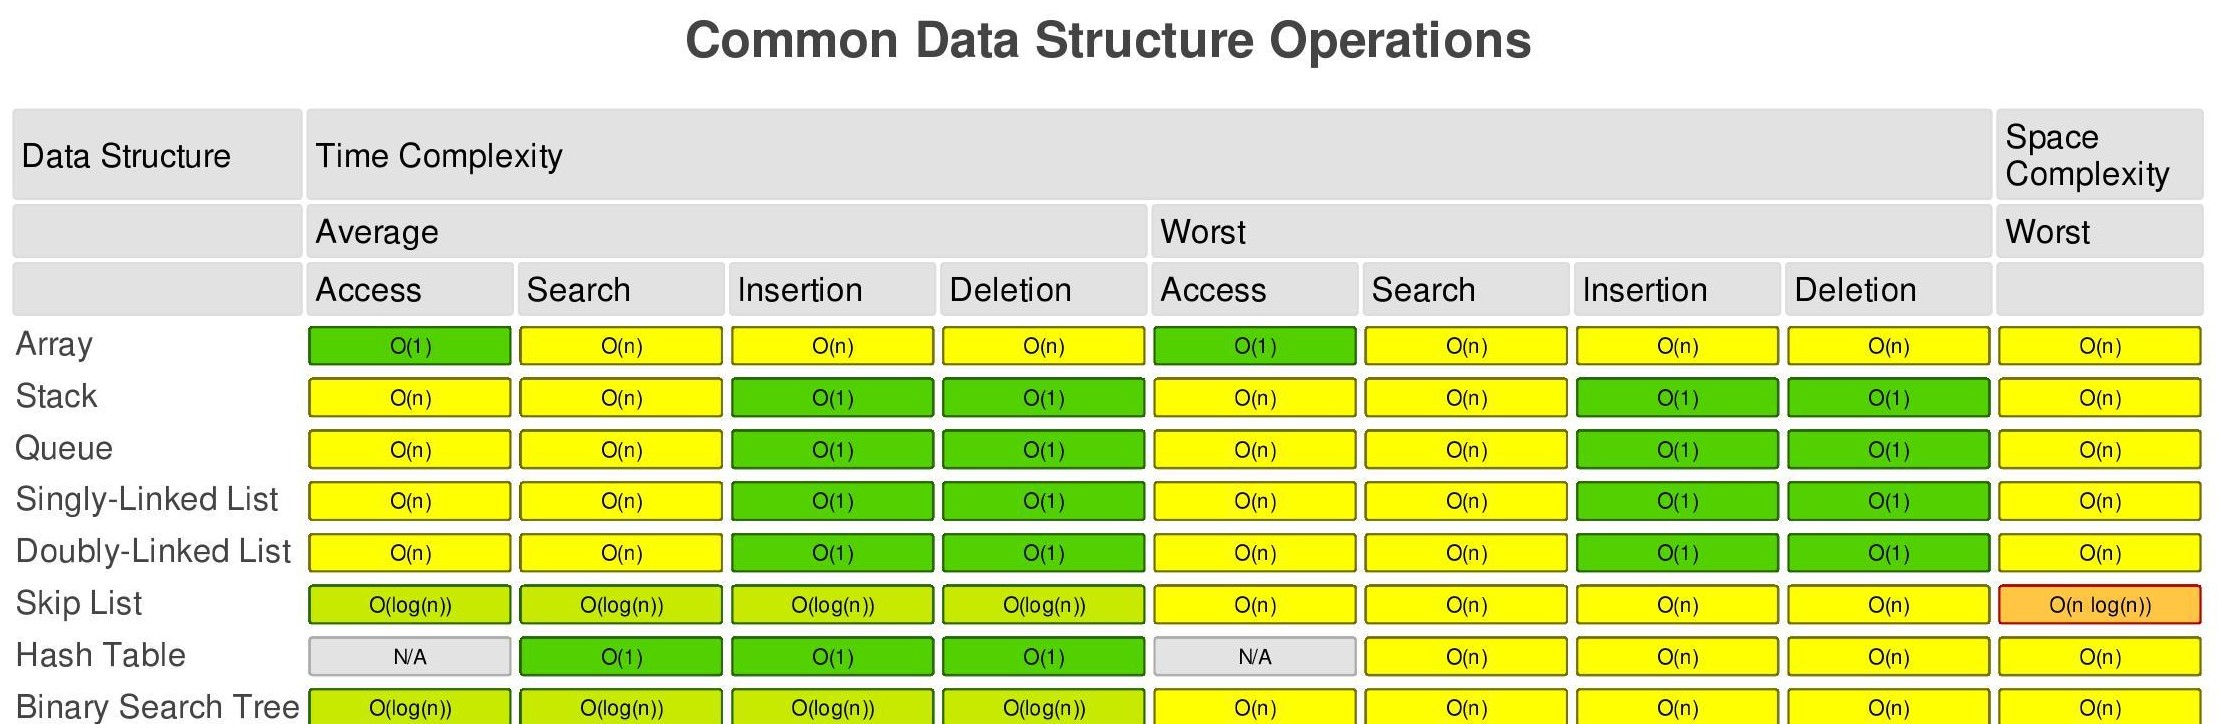 Common Data Structure Operations
Data Structure Time Complexity Space Complexity
Average Worst Worst
Access Search Insertion Deletion Access Search Insertion Deletion
Array O(1) O(n) O(n) O(n) O(1) O(n) O(n) O(n) O(n)
Stack O(n) O(n) O(1) O(1) O(n) O(n) O(1) O(1) O(n)
Queue O(n) O(n) O(1) O(1) O(n) O(n) O(1) O(1) O(n)
Singly-Linked List O(n) O(n) O(1) O(1) O(n) O(n) O(1) O(1) O(n)
Doubly-Linked List O(n) O(n) O(1) O(1) O(n) O(n) O(1) O(1) O(n)
Skip List O(log(n)) O(log(n)) O(log(n)) O(log(n)) O(n) O(n) O(n) O(n) O(n log(n))
Hash Table N/A O(1) O(1) O(1) N/A O(n) O(n) O(n) O(n)
Binary Search Tree O(log(n)) O(log(n)) O(log(n)) O(log(n)) O(n) O(n) O(n) O(n) O(n)